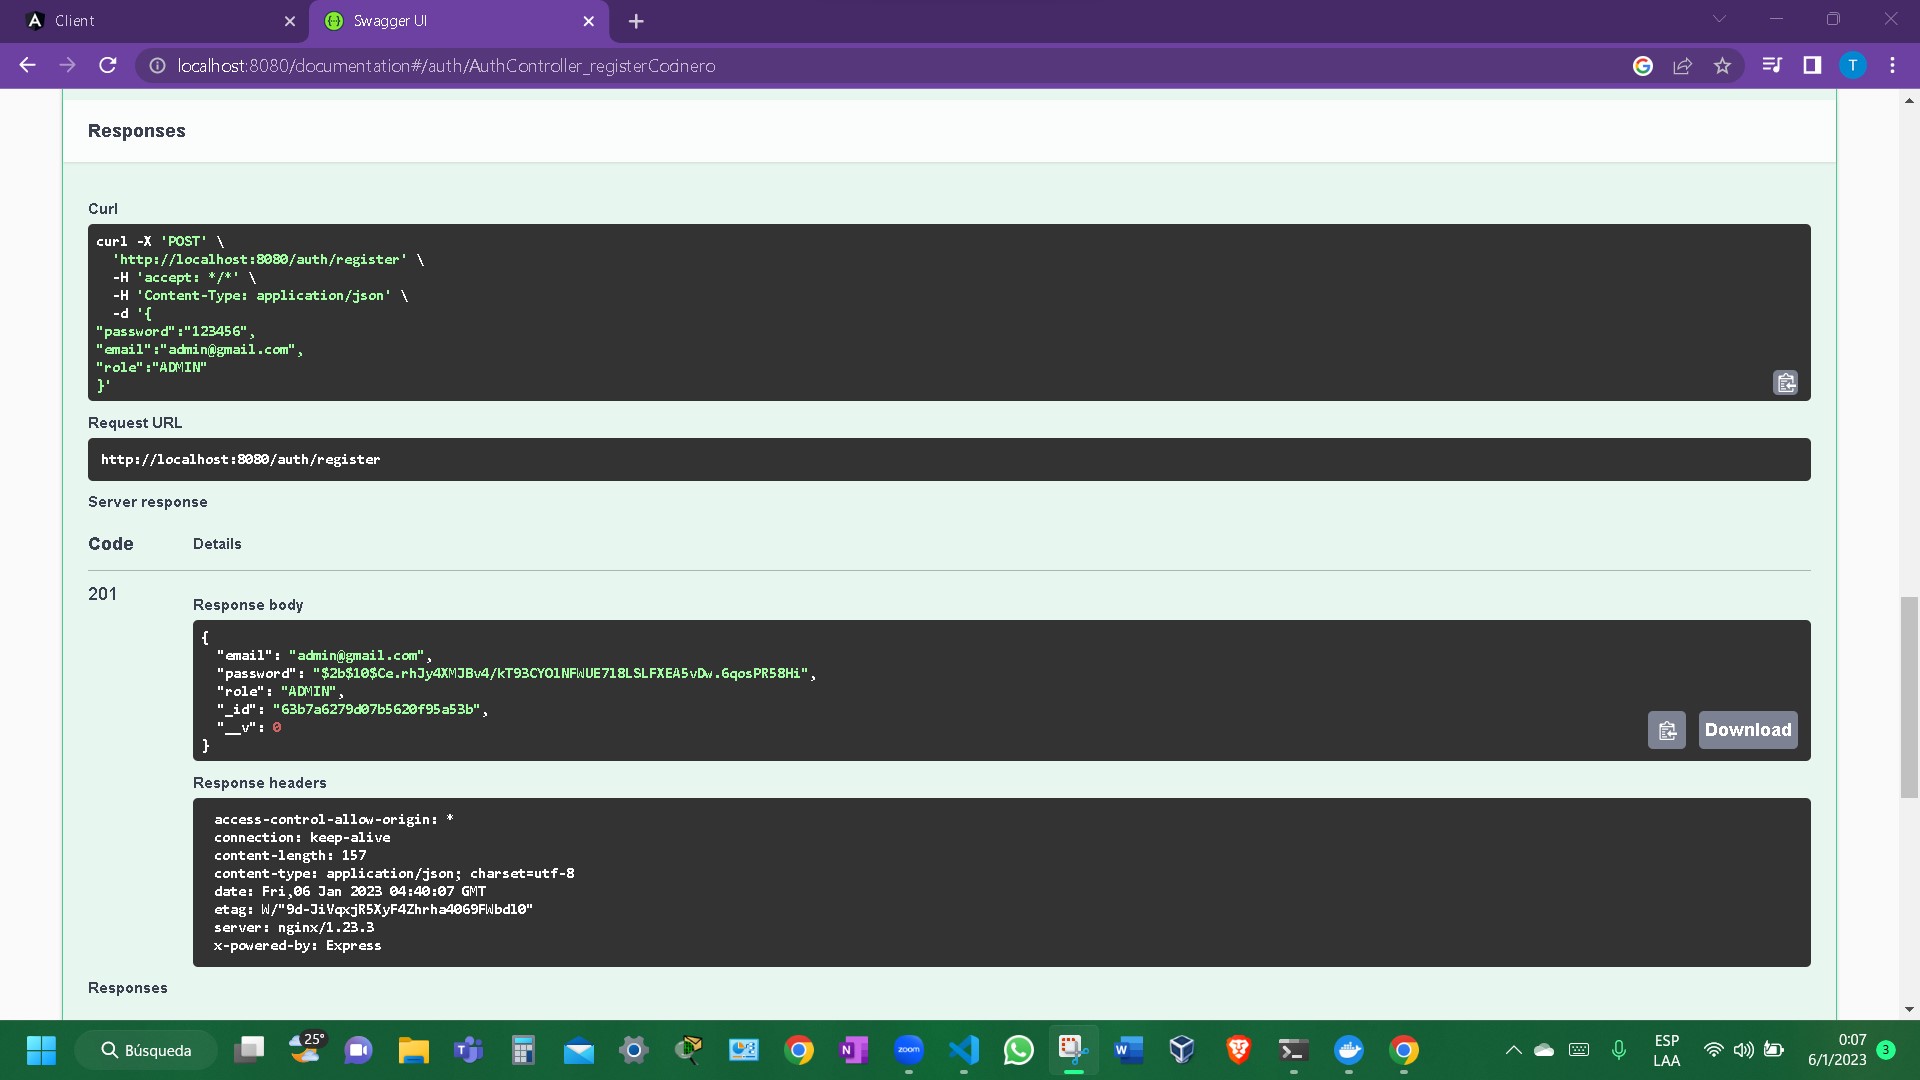 Client
Swagger UI
localhost:8080/documentation#/auth/AuthController_registerCocinero
T
Responses
Curl
curl -X 'POST' \
'http://localhost:8080/auth/register' \
-H 'accept: */*' \
-H 'Content-Type: application/json' \
-d '{
"password":"123456",
"email":"admin@gmail.com",
"role":"ADMIN"
}'
Request URL
http://localhost:8080/auth/register
Server response
Code Details
201
Response body
{
"email": "admin@gmail.com",
"password": "$2b$10$Ce.rhJy4XMJBv4/kT93CYOlNFWUE7l8LSLFXEA5vDw.6qosPR58Hi",
"role": "ADMIN",
"_id": "63b7a6279d07b5620f95a53b",
"__v": 0
}
Download
Response headers
access-control-allow-origin: *
connection: keep-alive
content-length: 157
content-type: application/json; charset=utf-8
date: Fri,06 Jan 2023 04:40:07 GMT
etag: W/"9d-JiVqxjR5XyF4Zhrha4069FWbdl0"
server: nginx/1.23.3
x-powered-by: Express
Responses
Búsqueda
25°
zoom
ESP
LAA
0:07
6/1/2023
3